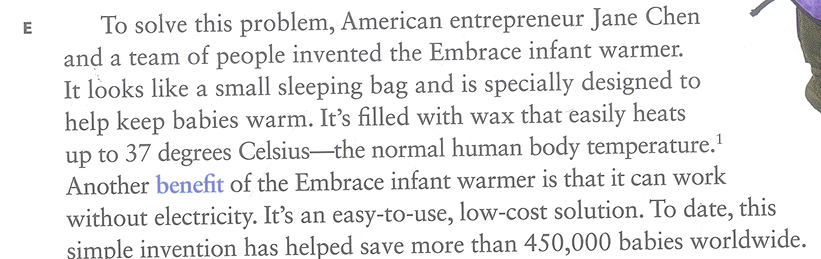 E To solve this problem, American entrepreneur Jane Chen
and a team of people invented the Embrace infant warmer.
It looks like a small sleeping bag and is specially designed to
help keep babies warm. It's filled with wax that easily heats
up to 37 degrees Celsius—the normal human body temperature.¹
Another benefit of the Embrace infant warmer is that it can work
without electricity. It's an easy-to-use, low-cost solution. To date, this
simple invention has helped save more than 450,000 babies worldwide.